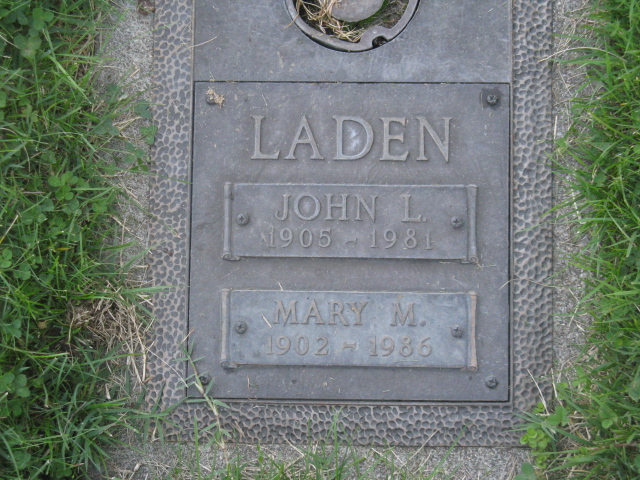 LADEN
JOHN L.
1905 - 1981
MARY M.
1902 - 1986